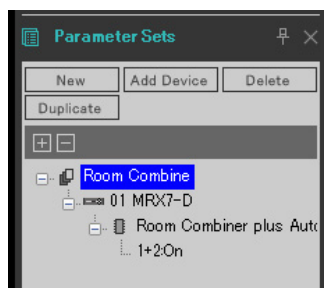 Parameter Sets
New Add Device Delete
Duplicate
Room Combine
01 MRX7-D
Room Combiner plus Auto
1+2:On